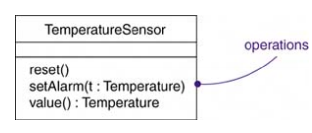 TemperatureSensor
operations
reset()
setAlarm(t : Temperature)
value() : Temperature